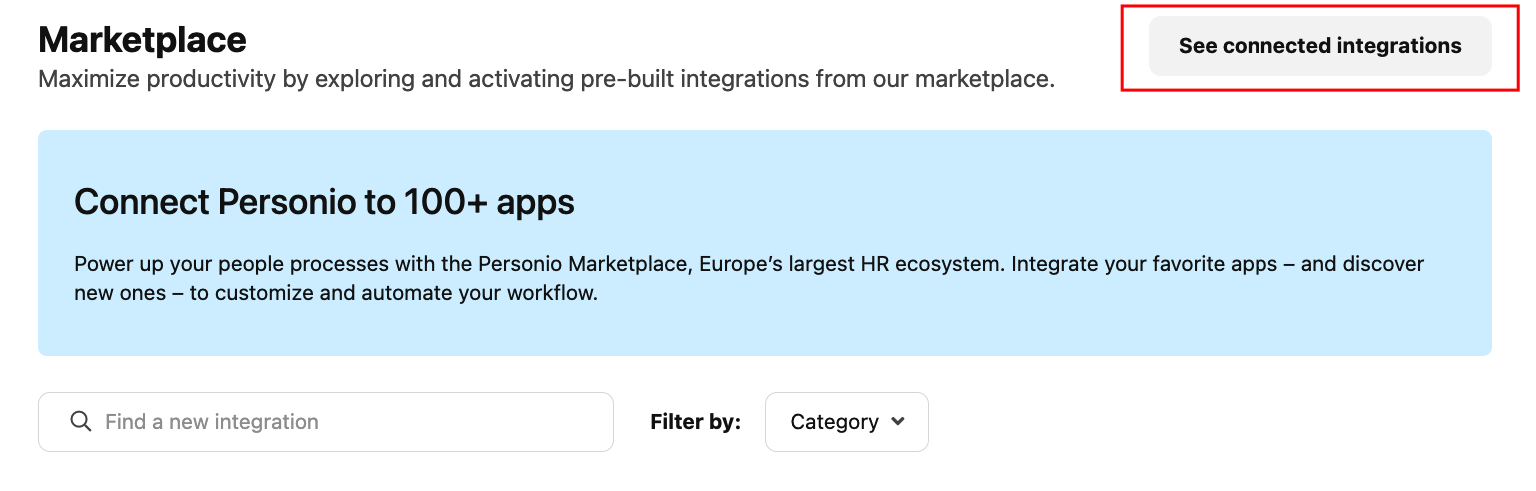 Marketplace
See connected integrations
Maximize productivity by exploring and activating pre-built integrations from our marketplace.
Connect Personio to 100+ apps
Power up your people processes with the Personio Marketplace, Europe’s largest HR ecosystem. Integrate your favorite apps – and discover
new ones – to customize and automate your workflow.
Find a new integration
Filter by:
Category